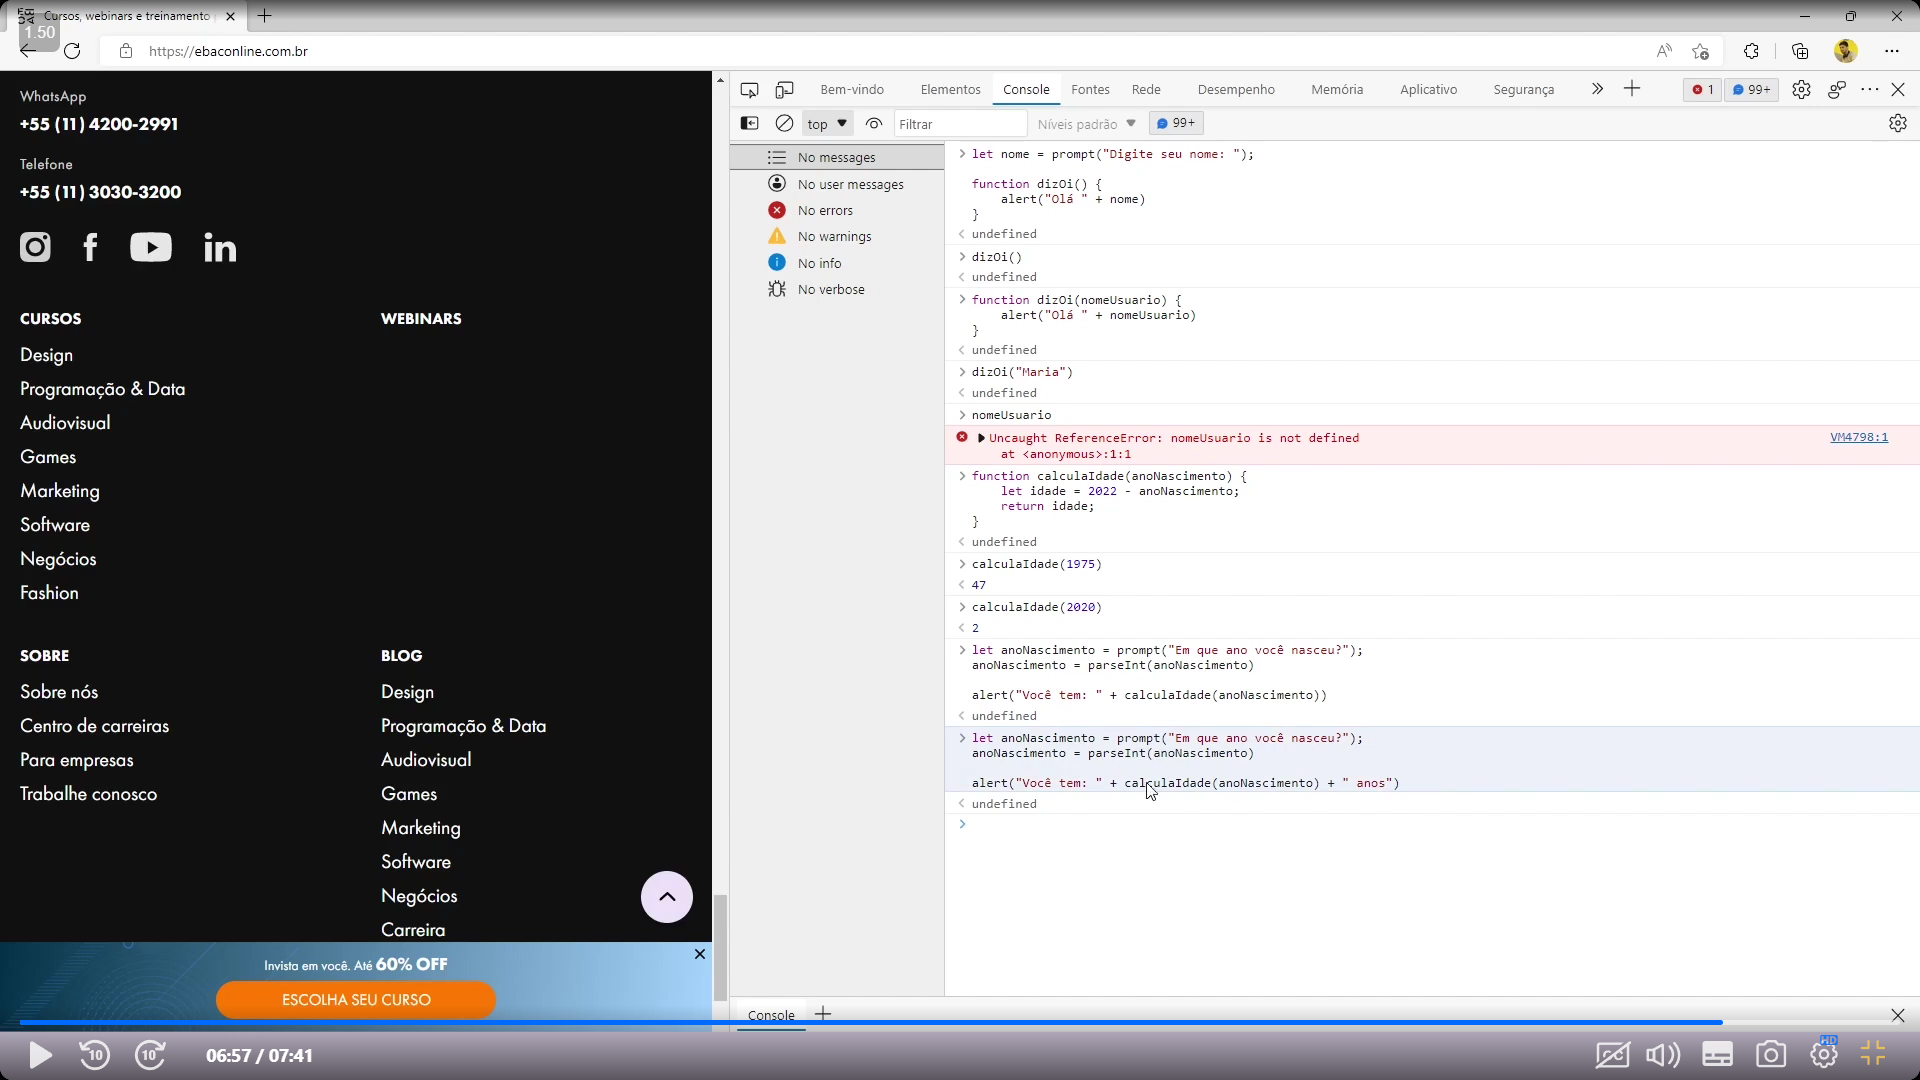 Cursos, webinars e treinamento
1.50
https://ebaconline.com.br
WhatsApp
+55 (11) 4200-2991
Telefone
+55 (11) 3030-3200
CURSOS
Design
Programação & Data
Audiovisual
Games
Marketing
Software
Negócios
Fashion
WEBINARS
SOBRE
Sobre nós
Centro de carreiras
Para empresas
Trabalhe conosco
BLOG
Design
Programação & Data
Audiovisual
Games
Marketing
Software
Negócios
Carreira
Invista em você. Até 60% OFF
ESCOLHA SEU CURSO
Bem-vindo Elementos Console Fontes Rede Desempenho Memória Aplicativo Segurança 1 99+
top Filtrar Níveis padrão 99+
No messages
No user messages
No errors
No warnings
No info
No verbose
let nome = prompt("Digite seu nome: ");
function dizOi() {
alert("Olá " + nome)
}
undefined
dizOi()
undefined
function dizOi(nomeUsuario) {
alert("Olá " + nomeUsuario)
}
undefined
dizOi("Maria")
undefined
nomeUsuario
Uncaught ReferenceError: nomeUsuario is not defined VM4798:1
at <anonymous>:1:1
function calculaIdade(anoNascimento) {
let idade = 2022 - anoNascimento;
return idade;
}
undefined
calculaIdade(1975)
47
calculaIdade(2020)
2
let anoNascimento = prompt("Em que ano você nasceu?");
anoNascimento = parseInt(anoNascimento)
alert("Você tem: " + calculaIdade(anoNascimento))
undefined
let anoNascimento = prompt("Em que ano você nasceu?");
anoNascimento = parseInt(anoNascimento)
alert("Você tem: " + calculaIdade(anoNascimento) + " anos")
undefined
Console
10 10 06:57 / 07:41 HD